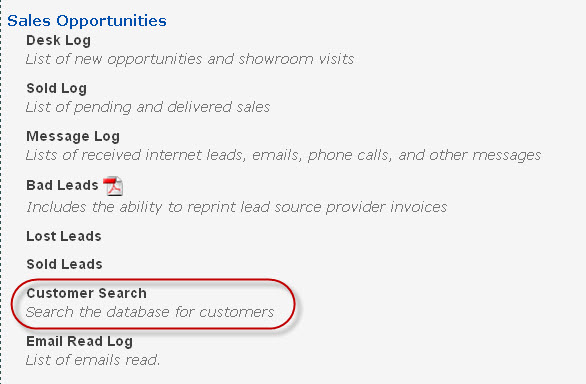 Sales Opportunities
Desk Log
List of new opportunities and showroom visits
Sold Log
List of pending and delivered sales
Message Log
Lists of received internet leads, emails, phone calls, and other messages
Bad Leads
Includes the ability to reprint lead source provider invoices
Lost Leads
Sold Leads
Customer Search
Search the database for customers
Email Read Log
List of emails read.